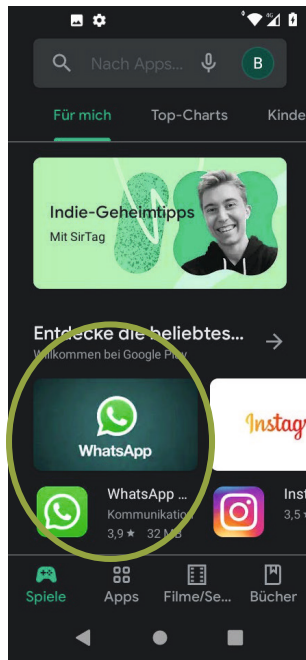 Nach Apps...
B
Für mich Top-Charts Kinde
Indie-Geheimtipps
Mit SirTag
Entdecke die beliebtes...
Willkommen bei Google Play
WhatsApp
Instagr
WhatsApp ... Inst
Kommunikation 3,5
3,9 ★ 32 MB
Spiele Apps Filme/Se... Bücher